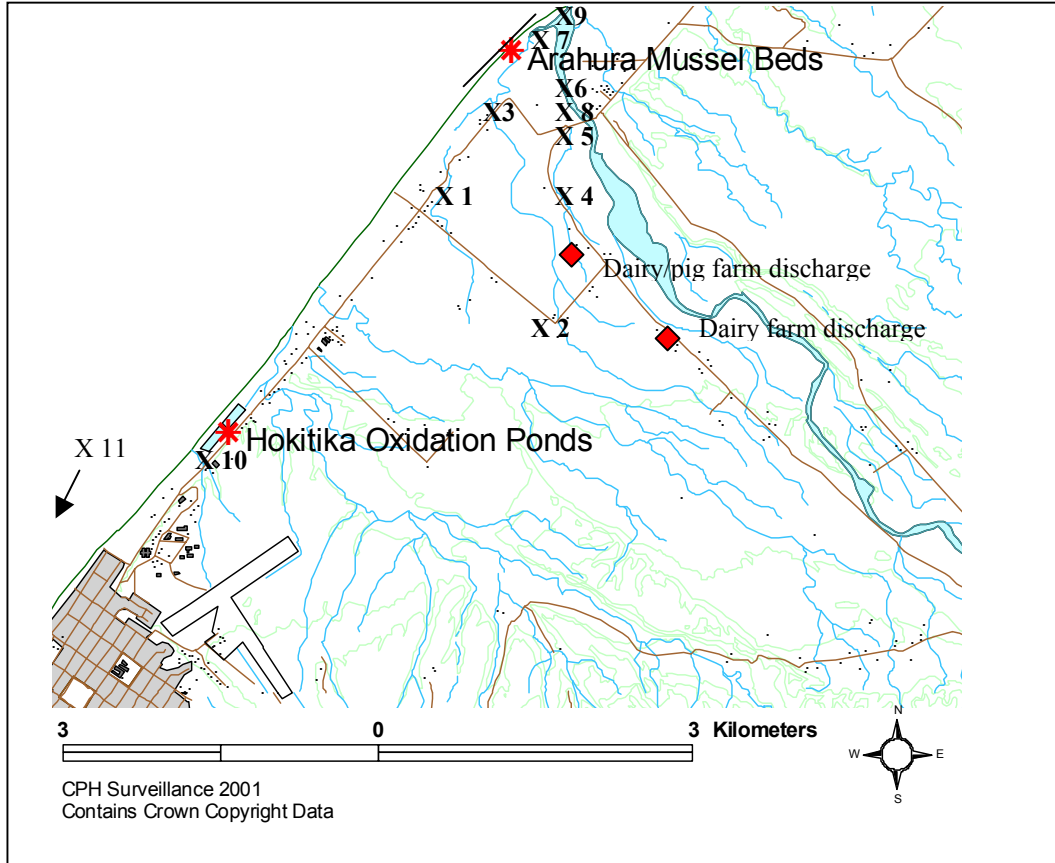 X9
X 7
Arahura Mussel Beds
X6
X3
X 8
X 5
X 1
X 4
Dairy/pig farm discharge
X 2
Dairy farm discharge
Hokitika Oxidation Ponds
X 11
X 10
3 0 3 Kilometers
N
W E
S
CPH Surveillance 2001
Contains Crown Copyright Data